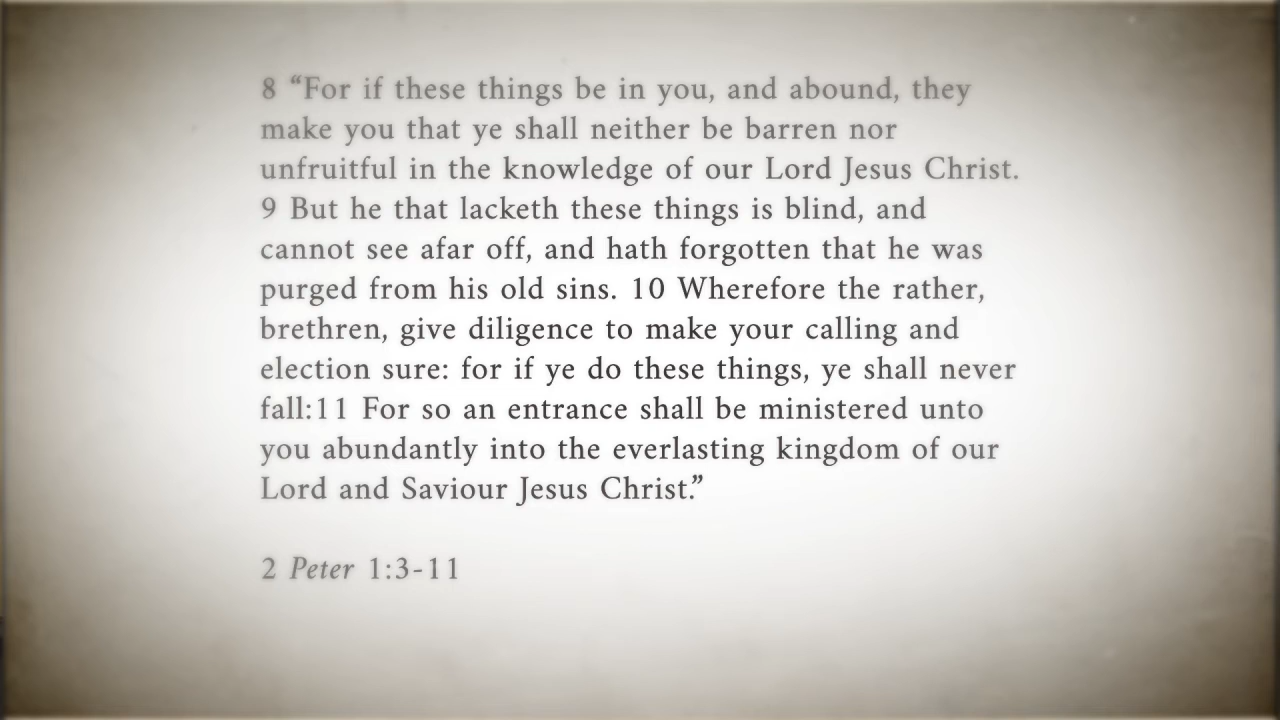 8 “For if these things be in you, and abound, they
make you that ye shall neither be barren nor
unfruitful in the knowledge of our Lord Jesus Christ.
9 But he that lacketh these things is blind, and
cannot see afar off, and hath forgotten that he was
purged from his old sins. 10 Wherefore the rather,
brethren, give diligence to make your calling and
election sure: for if ye do these things, ye shall never
fall:11 For so an entrance shall be ministered unto
you abundantly into the everlasting kingdom of our
Lord and Saviour Jesus Christ.”
2 Peter 1:3-11